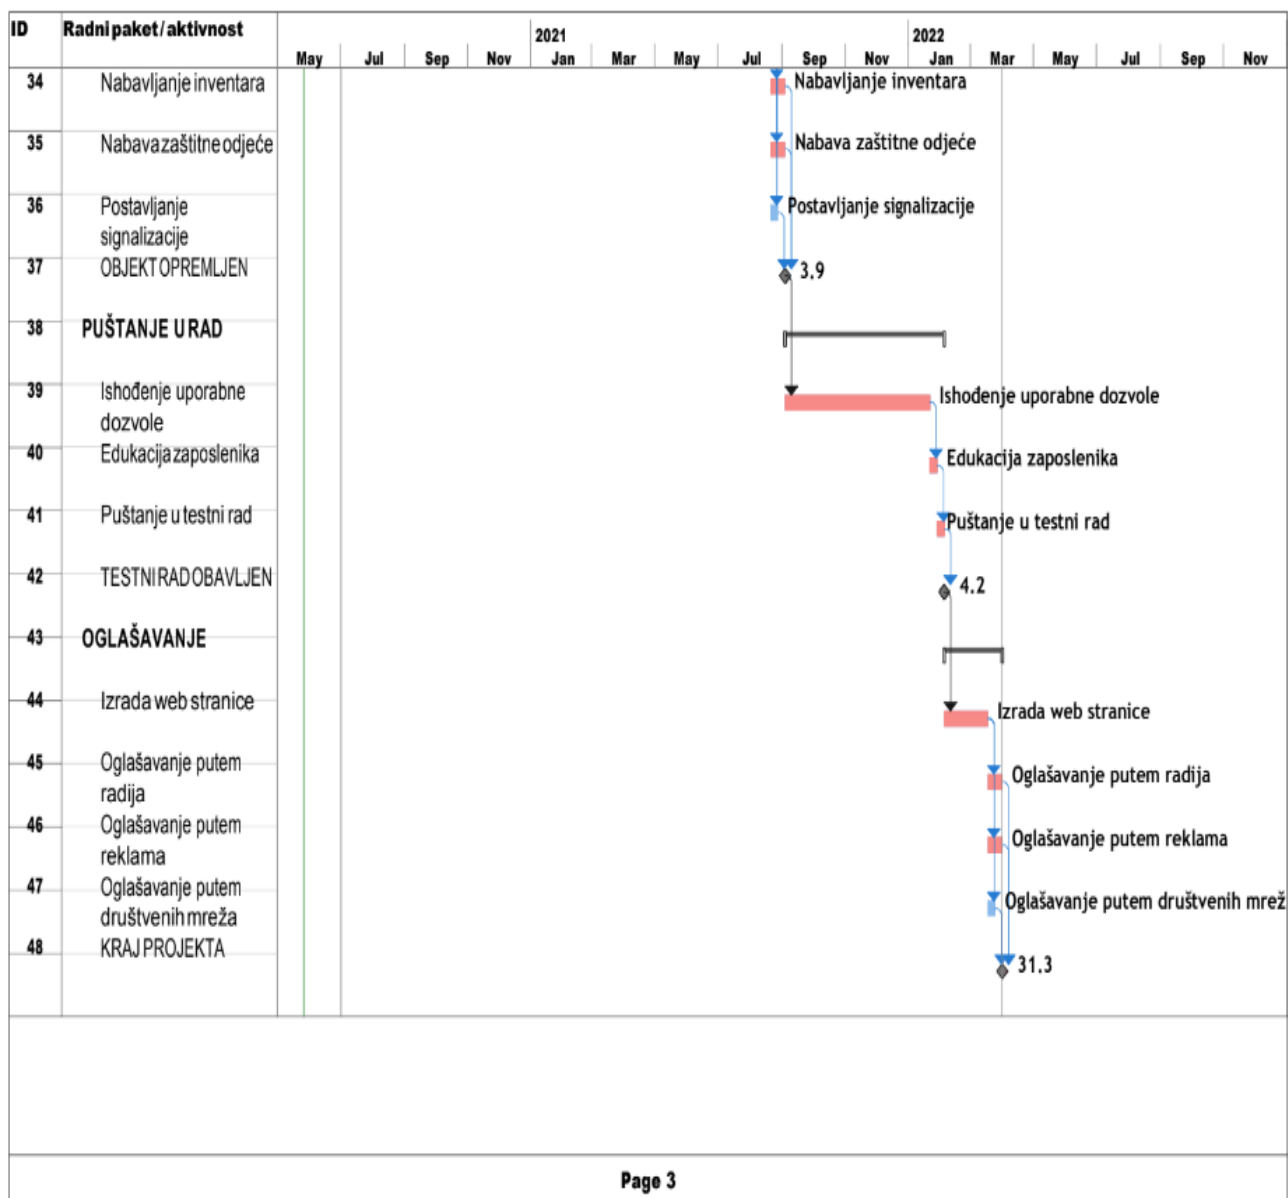 ID Radni paket / aktivnost
2021 2022
May Jul Sep Nov Jan Mar May Jul Sep Nov Jan Mar May Jul Sep Nov
34 Nabavljanje inventara Nabavljanje inventara
35 Nabava zaštitne odjeće Nabava zaštitne odjeće
36 Postavljanje Postavljanje signalizacije
signalizacije
37 OBJEKT OPREMLJEN 3.9
38 PUŠTANJE U RAD
39 Ishođenje uporabne Ishođenje uporabne dozvole
dozvole
40 Edukacija zaposlenika Edukacija zaposlenika
41 Puštanje u testni rad Puštanje u testni rad
42 TESTNI RAD OBAVLJEN 4.2
43 OGLAŠAVANJE
44 Izrada web stranice Izrada web stranice
45 Oglašavanje putem Oglašavanje putem radija
radija
46 Oglašavanje putem Oglašavanje putem reklama
reklama
47 Oglašavanje putem Oglašavanje putem društvenih mrež
društvenih mreža
48 KRAJ PROJEKTA 31.3
Page 3